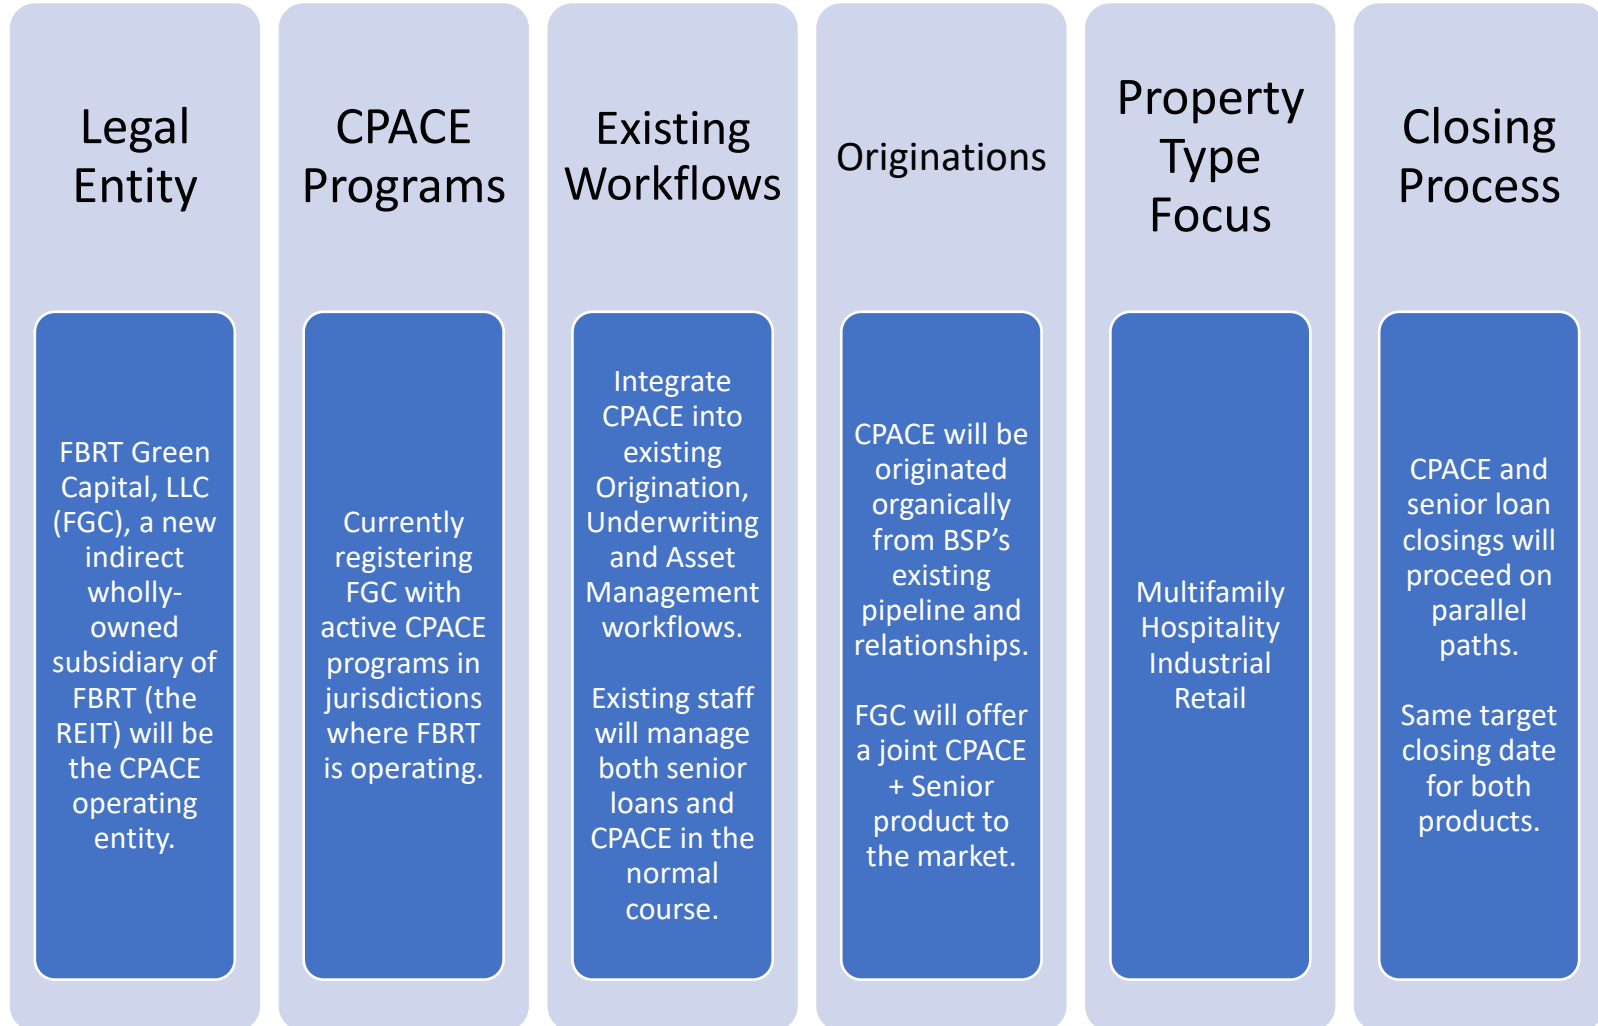 Legal
Entity
FBRT Green
Capital, LLC
(FGC), a new
indirect
wholly-
owned
subsidiary of
FBRT (the
REIT) will be
the CPACE
operating
entity.
CPACE
Programs
Currently
registering
FGC with
active CPACE
programs in
jurisdictions
where FBRT
is operating.
Existing
Workflows
Integrate
CPACE into
existing
Origination,
Underwriting
and Asset
Management
workflows.
Existing staff
will manage
both senior
loans and
CPACE in the
normal
course.
Originations
CPACE will be
originated
organically
from BSP’s
existing
pipeline and
relationships.
FGC will offer
a joint CPACE
+ Senior
product to
the market.
Property
Type
Focus
Multifamily
Hospitality
Industrial
Retail
Closing
Process
CPACE and
senior loan
closings will
proceed on
parallel
paths.
Same target
closing date
for both
products.